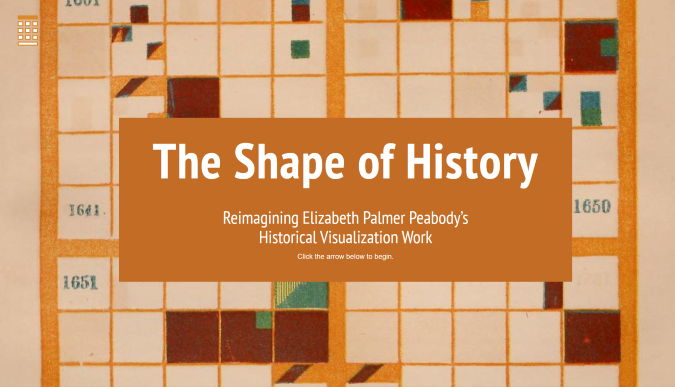 1601
The Shape of History
Reimagining Elizabeth Palmer Peabody's
Historical Visualization Work
Click the arrow below to begin.
1641
1650
1651